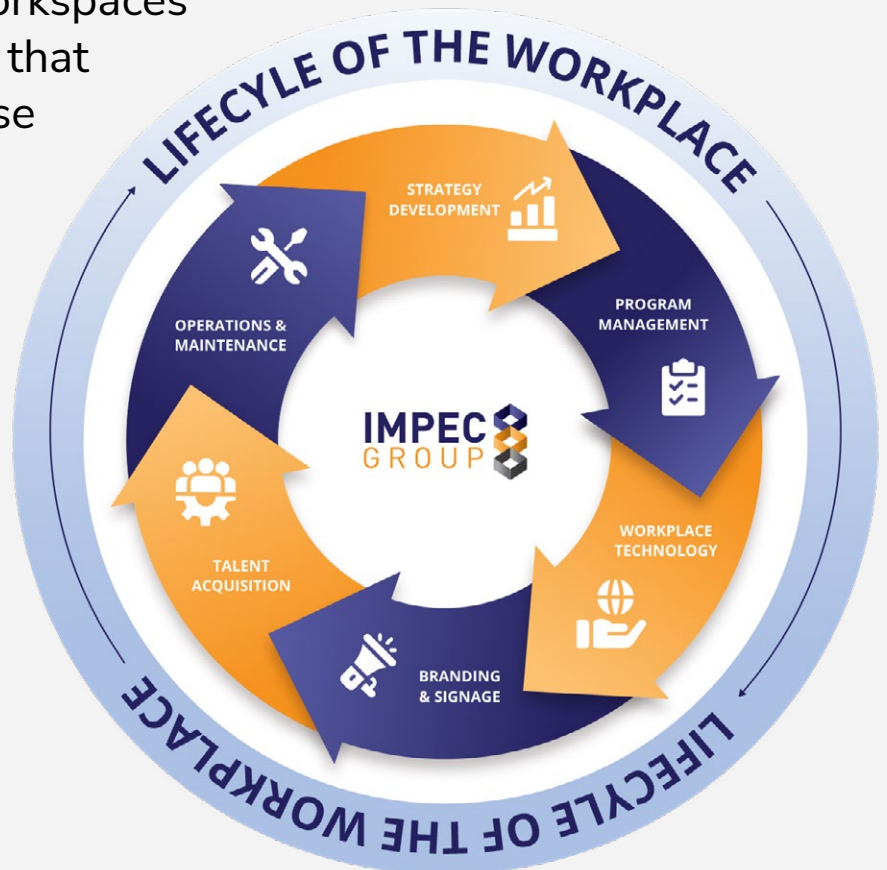 orkspaces
that
se
LIFECYLE OF THE WORKPLACE
STRATEGY
DEVELOPMENT
PROGRAM
MANAGEMENT
WORKPLACE
TECHNOLOGY
BRANDING
& SIGNAGE
TALENT
ACQUISITION
OPERATIONS &
MAINTENANCE
IMPEC
GROUP
LIFECYLE OF THE WORKPLACE